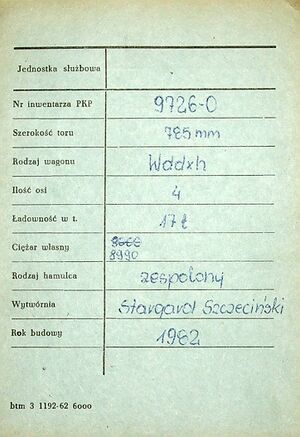 Jednostka służbowa
Nr inwentarza PKP 9726-0
Szerokość toru 785 mm
Rodzaj wagonu Wddxh
Ilość osi 4
Ładowność w t. 17 t
Ciężar własny
8990
Rodzaj hamulca zespolony
Wytwórnia Stargard Szczeciński
Rok budowy 1982
btm 3 1192-62 6000